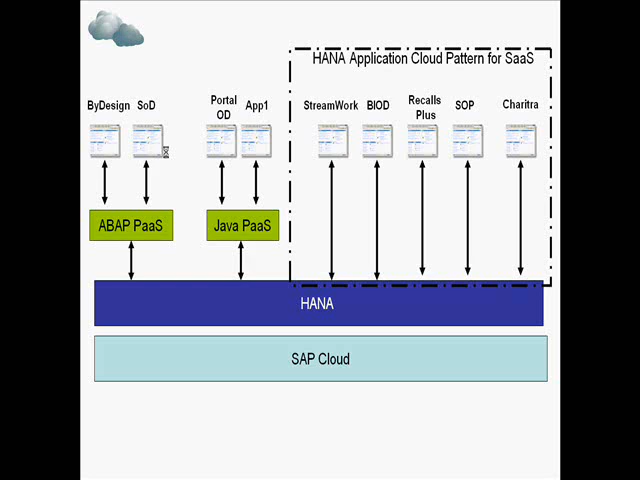 HANA Application Cloud Pattern for SaaS
ByDesign
SoD
Portal
OD
App1
StreamWork
BIOD
Recalls
Plus
SOP
Charitra
ABAP PaaS
Java PaaS
HANA
SAP Cloud